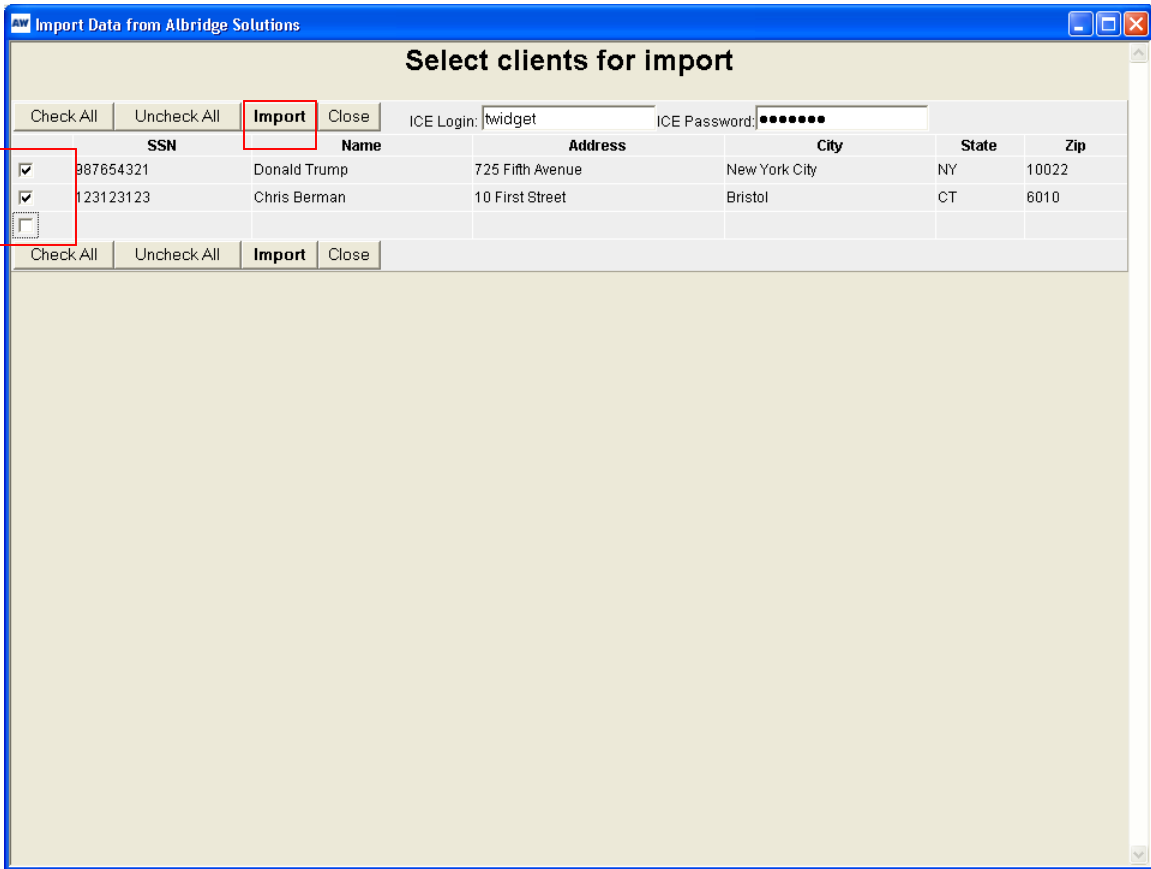 AW Import Data from Albridge Solutions
Select clients for import
Check All Uncheck All Import Close ICE Login: twidget ICE Password: ●●●●●●●
SSN Name Address City State Zip
987654321 Donald Trump 725 Fifth Avenue New York City NY 10022
123123123 Chris Berman 10 First Street Bristol CT 6010
Check All Uncheck All Import Close